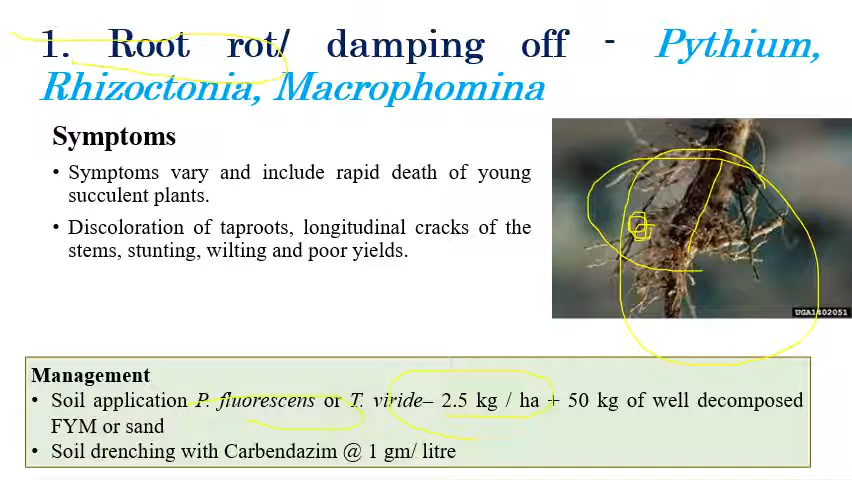 1. Root rot/ damping off - Pythium,
Rhizoctonia, Macrophomina
Symptoms
• Symptoms vary and include rapid death of young
succulent plants.
• Discoloration of taproots, longitudinal cracks of the
stems, stunting, wilting and poor yields.
UGA1402051
Management
• Soil application P. fluorescens or T. viride– 2.5 kg / ha + 50 kg of well decomposed
FYM or sand
• Soil drenching with Carbendazim @ 1 gm/ litre